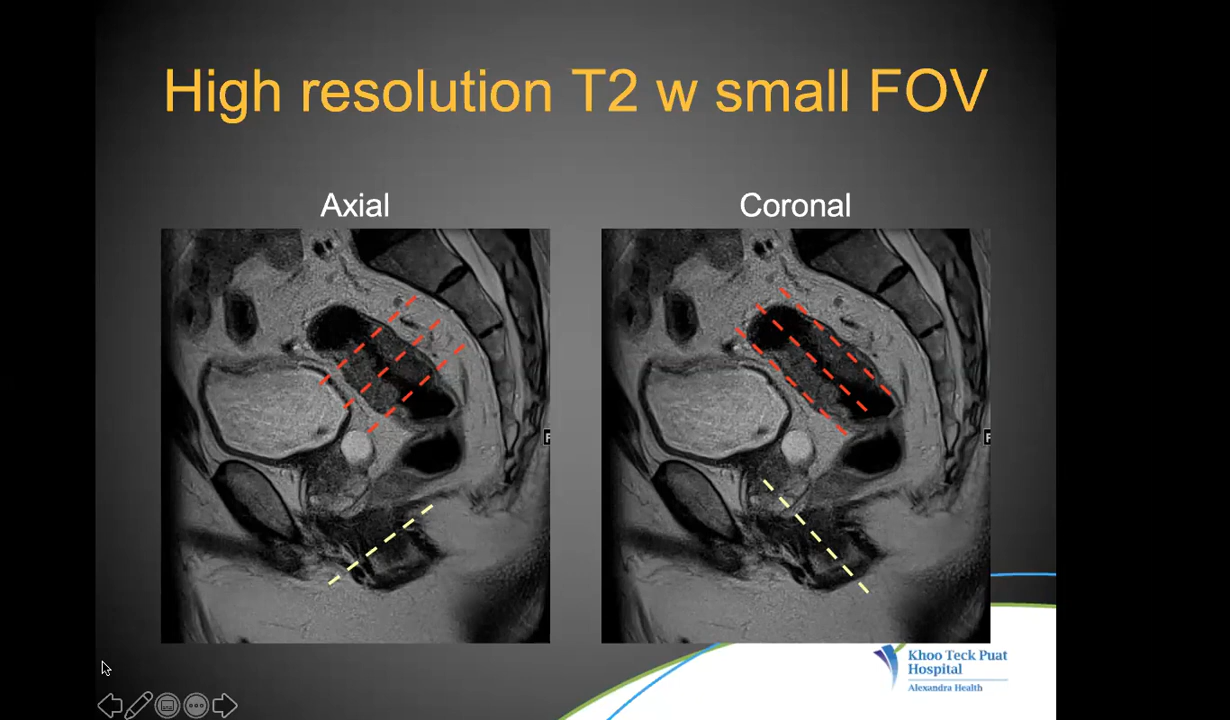 High resolution T2 w small FOV
Axial
Coronal
Khoo Teck Puat
Hospital
Alexandra Health